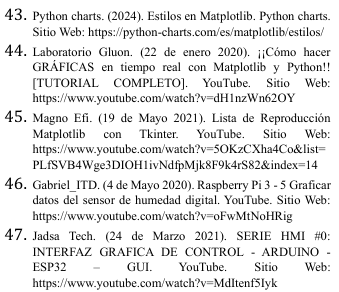 43. Python charts. (2024). Estilos en Matplotlib. Python charts.
Sitio Web: https://python-charts.com/es/matplotlib/estilos/
44. Laboratorio Gluon. (22 de enero 2020). ¡¡Cómo hacer
GRÁFICAS en tiempo real con Matplotlib y Python!!
[TUTORIAL COMPLETO]. YouTube. Sitio Web:
https://www.youtube.com/watch?v=dH1nzWn62OY
45. Magno Efi. (19 de Mayo 2021). Lista de Reproducción
Matplotlib con Tkinter. YouTube. Sitio Web:
https://www.youtube.com/watch?v=5OKzCXha4Co&list=
PLfSVB4Wge3DIOH1ivNdfpMjk8F9k4rS82&index=14
46. Gabriel_ITD. (4 de Mayo 2020). Raspberry Pi 3 - 5 Graficar
datos del sensor de humedad digital. YouTube. Sitio Web:
https://www.youtube.com/watch?v=oFwMtNoHRig
47. Jadsa Tech. (24 de Marzo 2021). SERIE HMI #0:
INTERFAZ GRAFICA DE CONTROL - ARDUINO -
ESP32 – GUI. YouTube. Sitio Web:
https://www.youtube.com/watch?v=MdItenf5Iyk